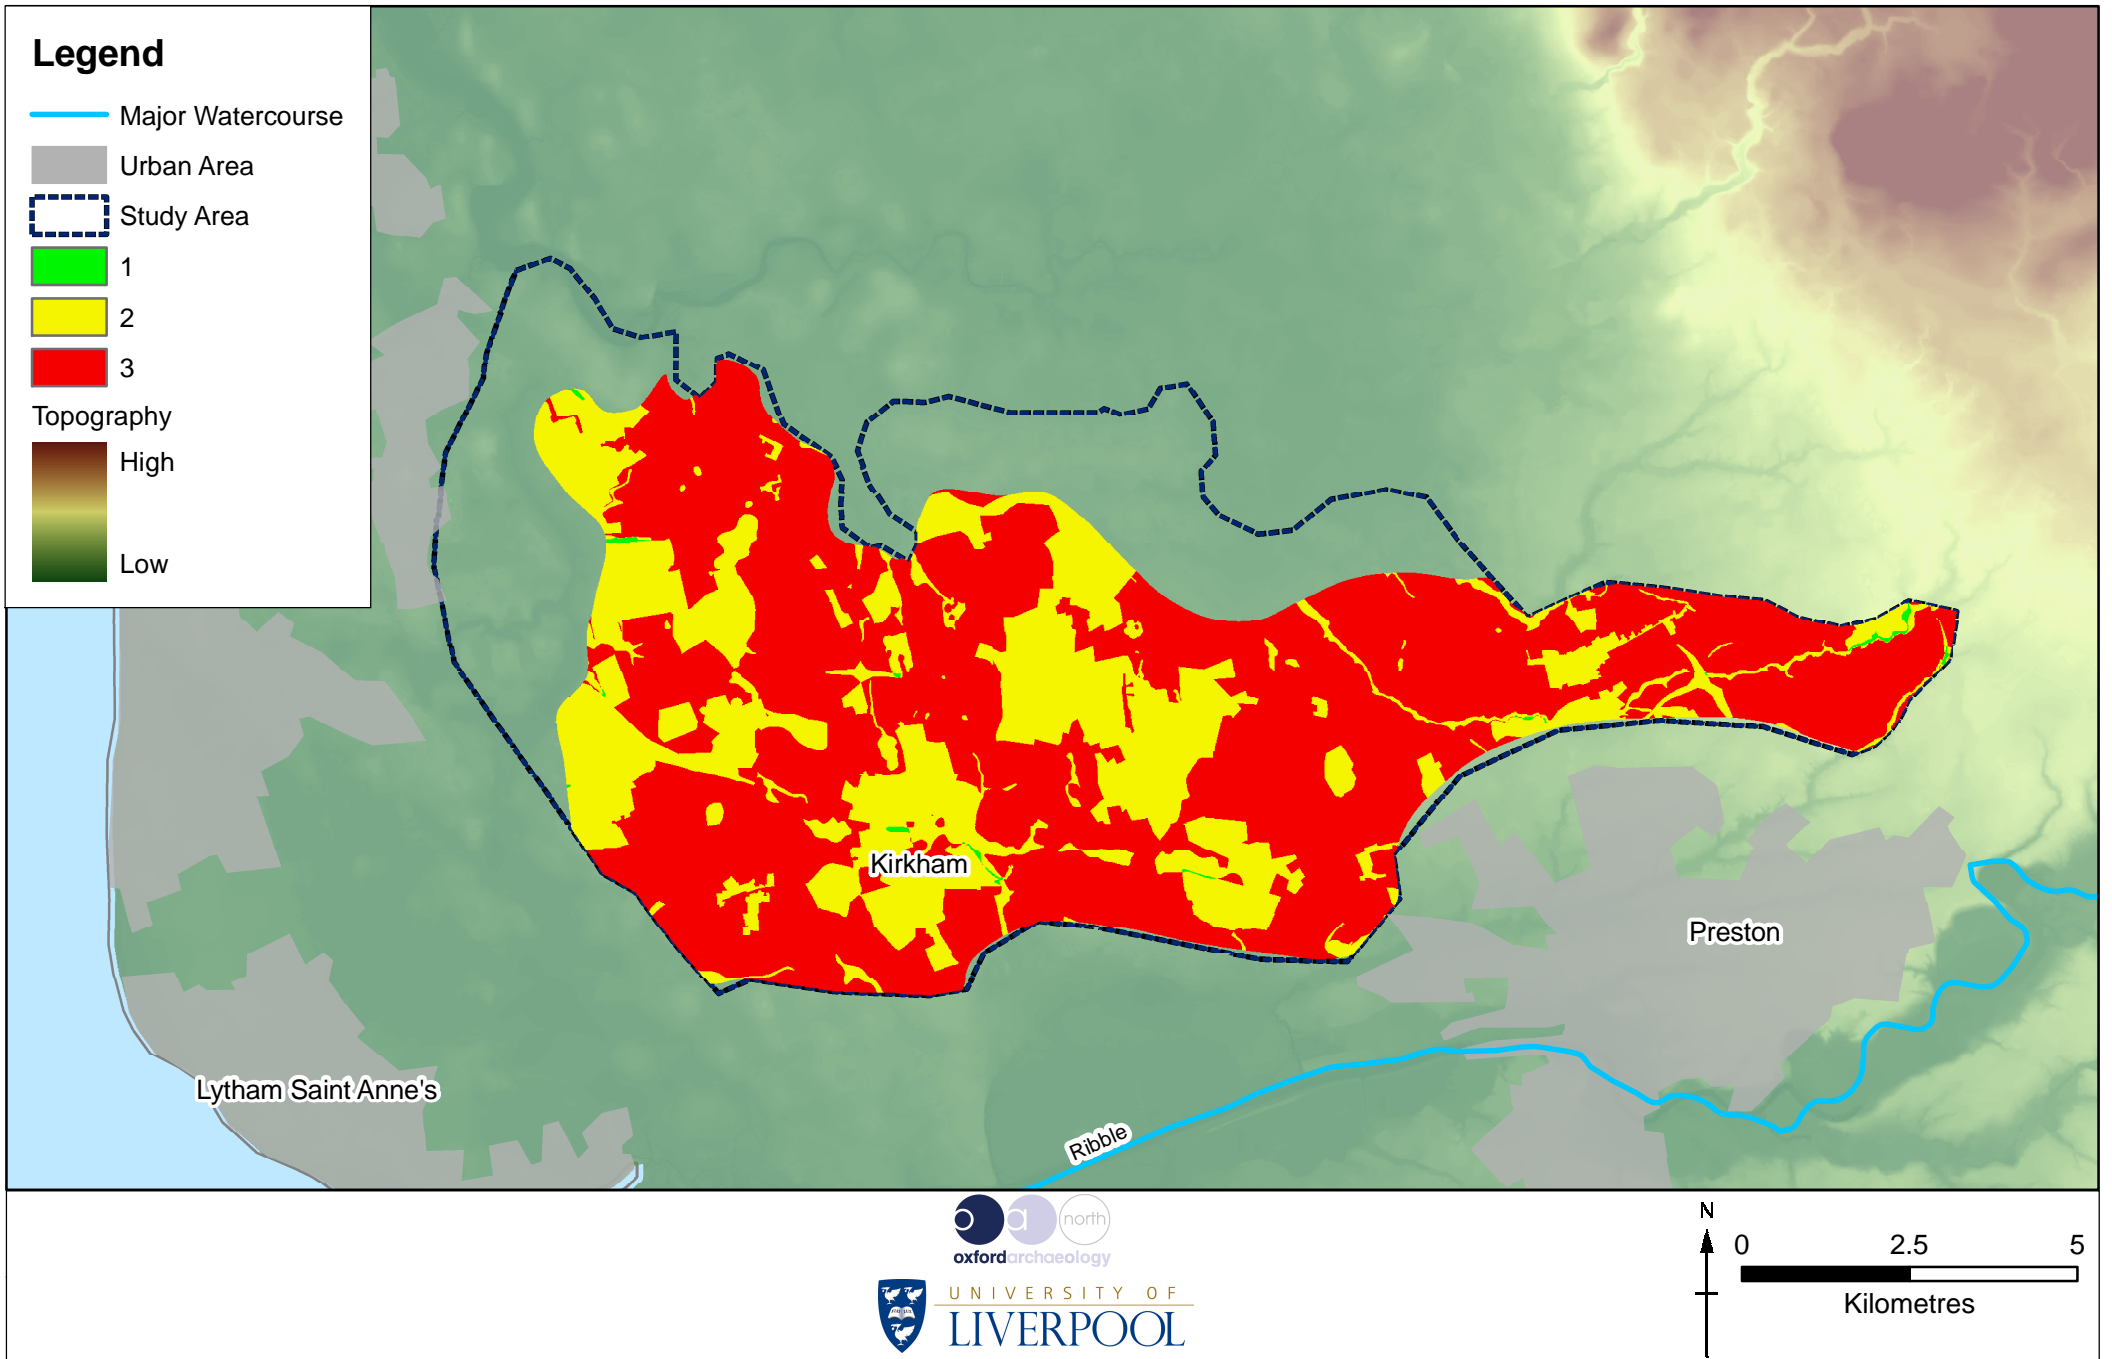 Legend
Major Watercourse
Urban Area
Study Area
1
2
3
Topography
High
Low
Kirkham
Preston
Lytham Saint Anne's
Ribble
oa north
oxfordarchaeology
UNIVERSITY OF
LIVERPOOL
N
0 2.5 5
Kilometres